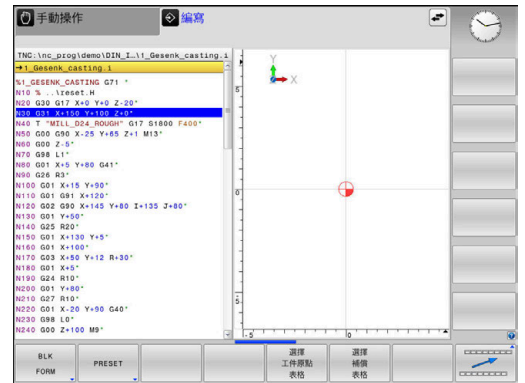 手動操作
編寫
TNC:\nc_prog\demo\DIN_I…\1_Gesenk_casting.i
→1_Gesenk_casting.i
%1_GESENK_CASTING G71 *
N10 % ..\reset.H
N20 G30 G17 X+0 Y+0 Z-20*
N30 G31 X+150 Y+100 Z+0*
N40 T "MILL_D24_ROUGH" G17 S1800 F400*
N50 G00 G90 X-25 Y+65 Z+1 M13*
N60 G00 Z-5*
N70 G98 L1*
N80 G01 X+5 Y+80 G41*
N90 G26 R3*
N100 G01 X+15 Y+90*
N110 G01 G91 X+120*
N120 G02 G90 X+145 Y+80 I+135 J+80*
N130 G01 Y+50*
N140 G25 R20*
N150 G01 X+130 Y+5*
N160 G01 X+100*
N170 G03 X+50 Y+12 R+30*
N180 G01 X+5*
N190 G24 R10*
N200 G01 Y+80*
N210 G27 R10*
N220 G01 X-20 Y+90 G40*
N230 G98 L0*
N240 G00 Z+100 M9*
Y
X
5
0
-5
-5
0
BLK
FORM
PRESET
選擇
工件原點
表格
選擇
補償
表格